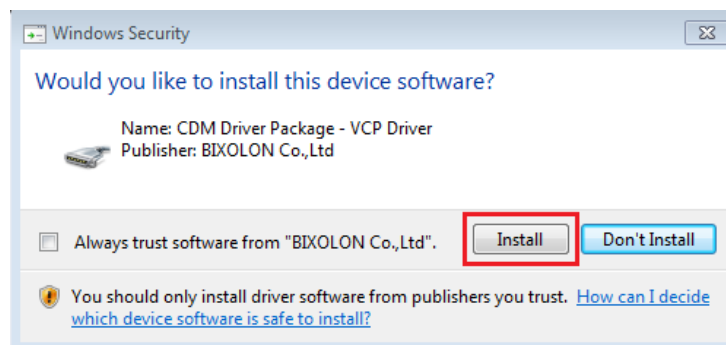 Windows Security
Would you like to install this device software?
Name: CDM Driver Package - VCP Driver
Publisher: BIXOLON Co.,Ltd
Always trust software from "BIXOLON Co.,Ltd".
Install
Don't Install
You should only install driver software from publishers you trust. How can I decide
which device software is safe to install?